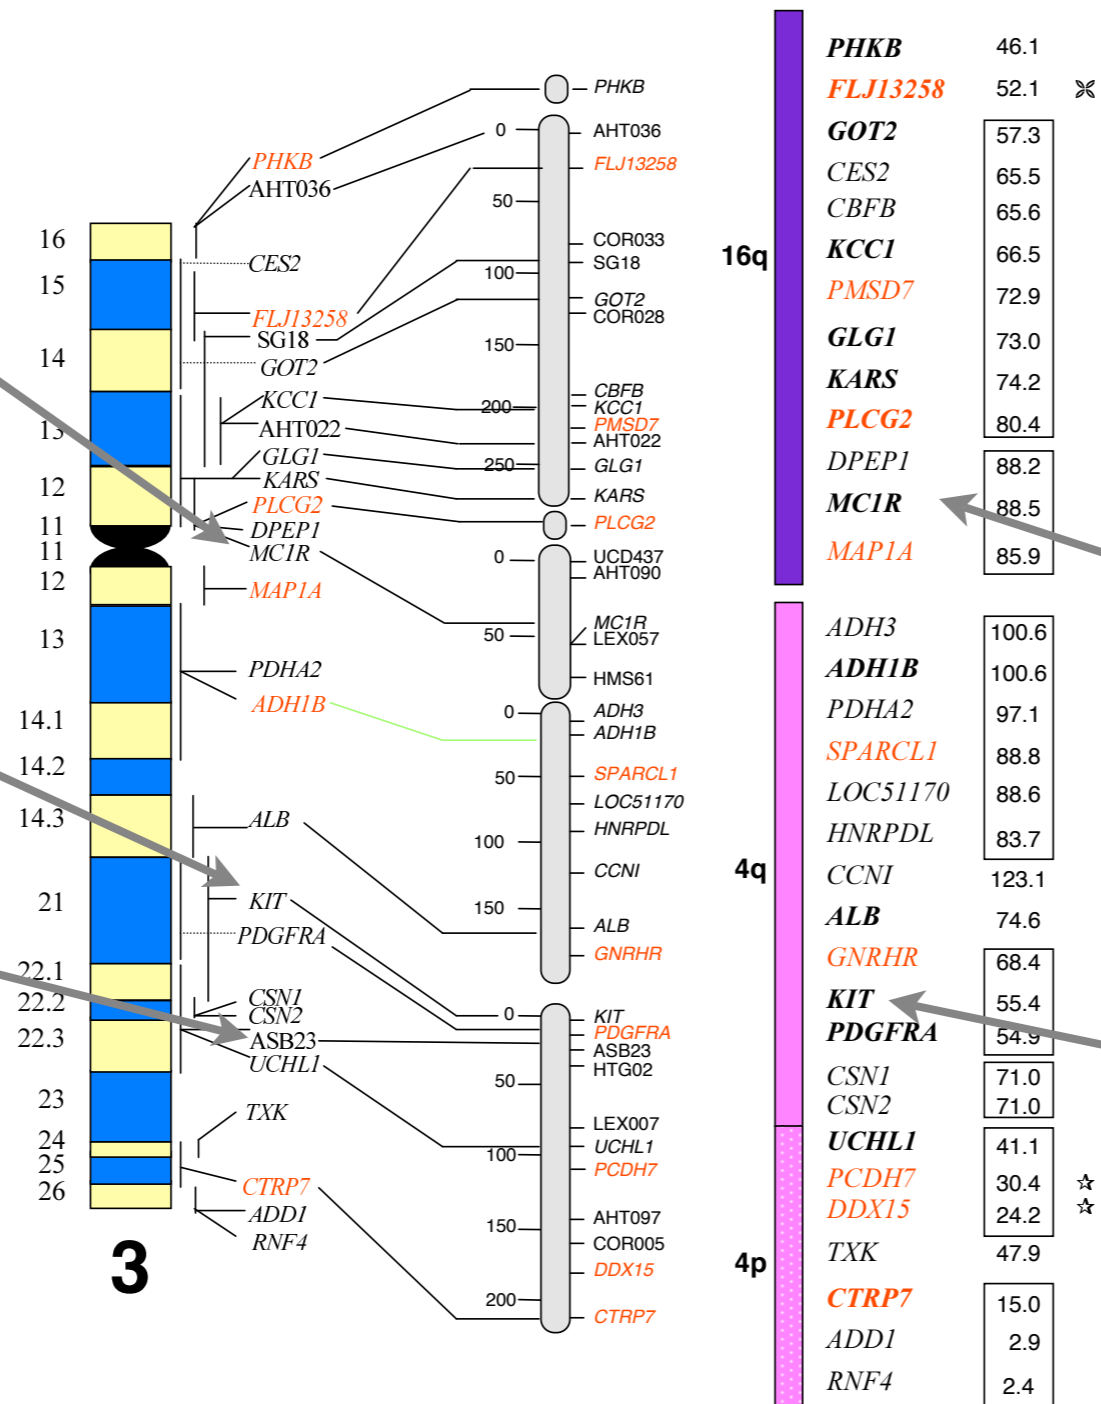 16
15
14
13
12
11
11
12
13
14.1
14.2
14.3
21
22.1
22.2
22.3
23
24
25
26
3
PHKB
AHT036
CES2
FLJ13258
SG18
GOT2
KCC1
AHT022
GLG1
KARS
PLCG2
DPEP1
MC1R
MAP1A
PDHA2
ADH1B
ALB
KIT
PDGFRA
CSN1
CSN2
ASB23
UCHL1
TXK
CTRP7
ADD1
RNF4
PHKB
0
50
100
150
200
250
AHT036
FLJ13258
COR033
SG18
GOT2
COR028
CBFB
KCC1
PMSD7
AHT022
GLG1
KARS
PLCG2
0
50
UCD437
AHT090
MC1R
LEX057
HMS61
0
50
100
150
ADH3
ADH1B
SPARCL1
LOC51170
HNRPDL
CCNI
ALB
GNRHR
0
50
100
150
200
KIT
PDGFRA
ASB23
HTG02
LEX007
UCHL1
PCDH7
AHT097
COR005
DDX15
CTRP7
16q
PHKB 46.1
FLJ13258 52.1
GOT2 57.3
CES2 65.5
CBFB 65.6
KCC1 66.5
PMSD7 72.9
GLG1 73.0
KARS 74.2
PLCG2 80.4
DPEP1 88.2
MC1R 88.5
MAP1A 85.9
4q
ADH3 100.6
ADH1B 100.6
PDHA2 97.1
SPARCL1 88.8
LOC51170 88.6
HNRPDL 83.7
CCNI 123.1
ALB 74.6
GNRHR 68.4
KIT 55.4
PDGFRA 54.9
CSN1 71.0
CSN2 71.0
4p
UCHL1 41.1
PCDH7 30.4
DDX15 24.2
TXK 47.9
CTRP7 15.0
ADD1 2.9
RNF4 2.4